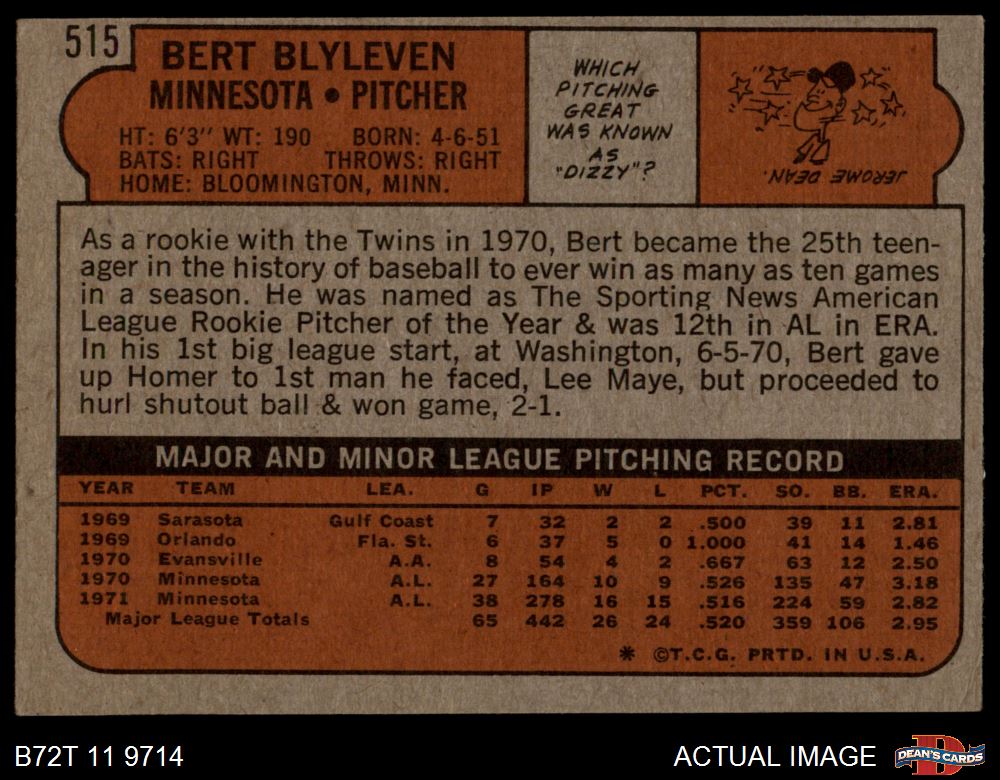 515
BERT BLYLEVEN
MINNESOTA • PITCHER
HT: 6'3" WT: 190 BORN: 4-6-51
BATS: RIGHT THROWS: RIGHT
HOME: BLOOMINGTON, MINN.
WHICH
PITCHING
GREAT
WAS KNOWN
AS
"DIZZY"?
JEROME DEAN.
As a rookie with the Twins in 1970, Bert became the 25th teen-
ager in the history of baseball to ever win as many as ten games
in a season. He was named as The Sporting News American
League Rookie Pitcher of the Year & was 12th in AL in ERA.
In his 1st big league start, at Washington, 6-5-70, Bert gave
up Homer to 1st man he faced, Lee Maye, but proceeded to
hurl shutout ball & won game, 2-1.
MAJOR AND MINOR LEAGUE PITCHING RECORD
YEAR TEAM LEA. G IP W L PCT. SO. BB. ERA.
1969 Sarasota Gulf Coast 7 32 2 2 .500 39 11 2.81
1969 Orlando Fla. St. 6 37 5 0 1.000 41 14 1.46
1970 Evansville A.A. 8 54 4 2 .667 63 12 2.50
1970 Minnesota A.L. 27 164 10 9 .526 135 47 3.18
1971 Minnesota A.L. 38 278 16 15 .516 224 59 2.82
Major League Totals 65 442 26 24 .520 359 106 2.95
* ©T.C.G. PRTD. IN U.S.A.
B72T 11 9714
ACTUAL IMAGE
DEAN'S CARDS